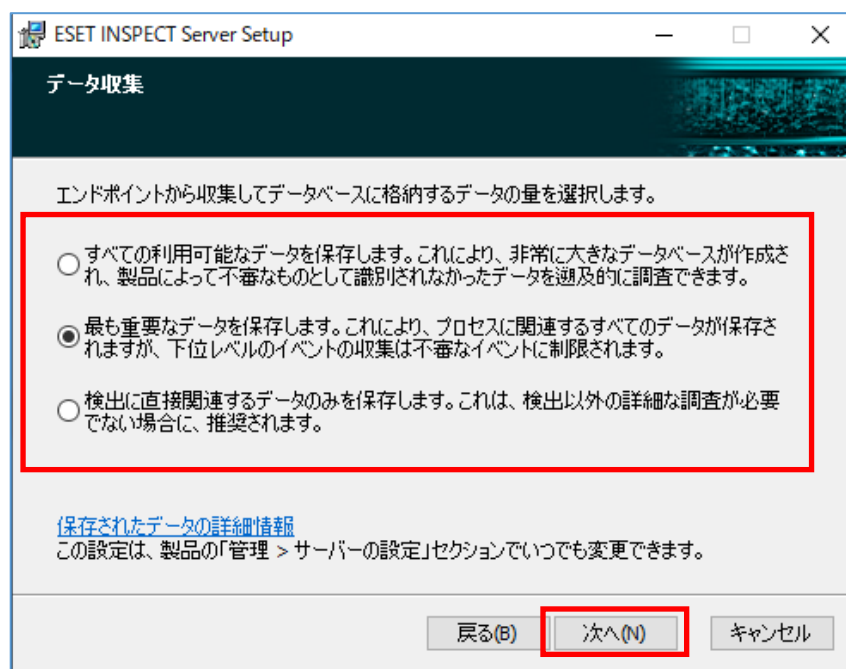 ESET INSPECT Server Setup
データ収集
エンドポイントから収集してデータベースに格納するデータの量を選択します。
すべての利用可能なデータを保存します。これにより、非常に大きなデータベースが作成さ
れ、製品によって不審なものとして識別されなかったデータを遡及的に調査できます。
最も重要なデータを保存します。これにより、プロセスに関連するすべてのデータが保存さ
れますが、下位レベルのイベントの収集は不審なイベントに制限されます。
検出に直接関連するデータのみを保存します。これは、検出以外の詳細な調査が必要
でない場合に、推奨されます。
保存されたデータの詳細情報
この設定は、製品の「管理 > サーバーの設定」セクションでいつでも変更できます。
戻る(B) 次へ(N) キャンセル